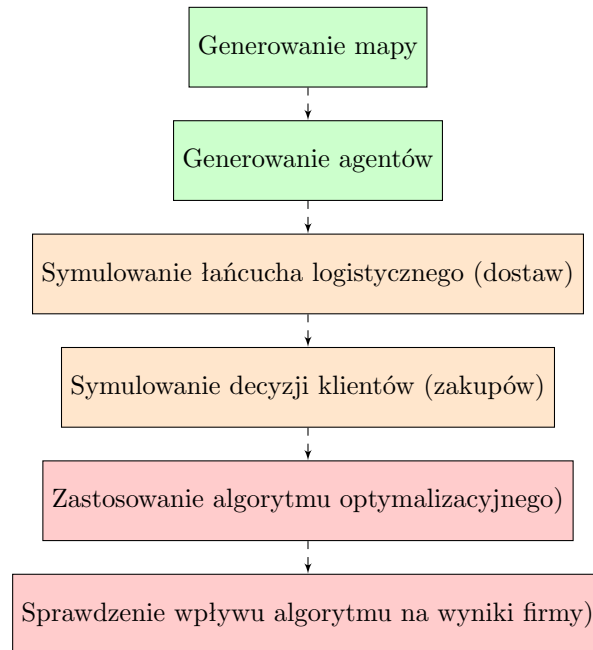 Generowanie mapy
Generowanie agentów
Symulowanie łańcucha logistycznego (dostaw)
Symulowanie decyzji klientów (zakupów)
Zastosowanie algorytmu optymalizacyjnego)
Sprawdzenie wpływu algorytmu na wyniki firmy)